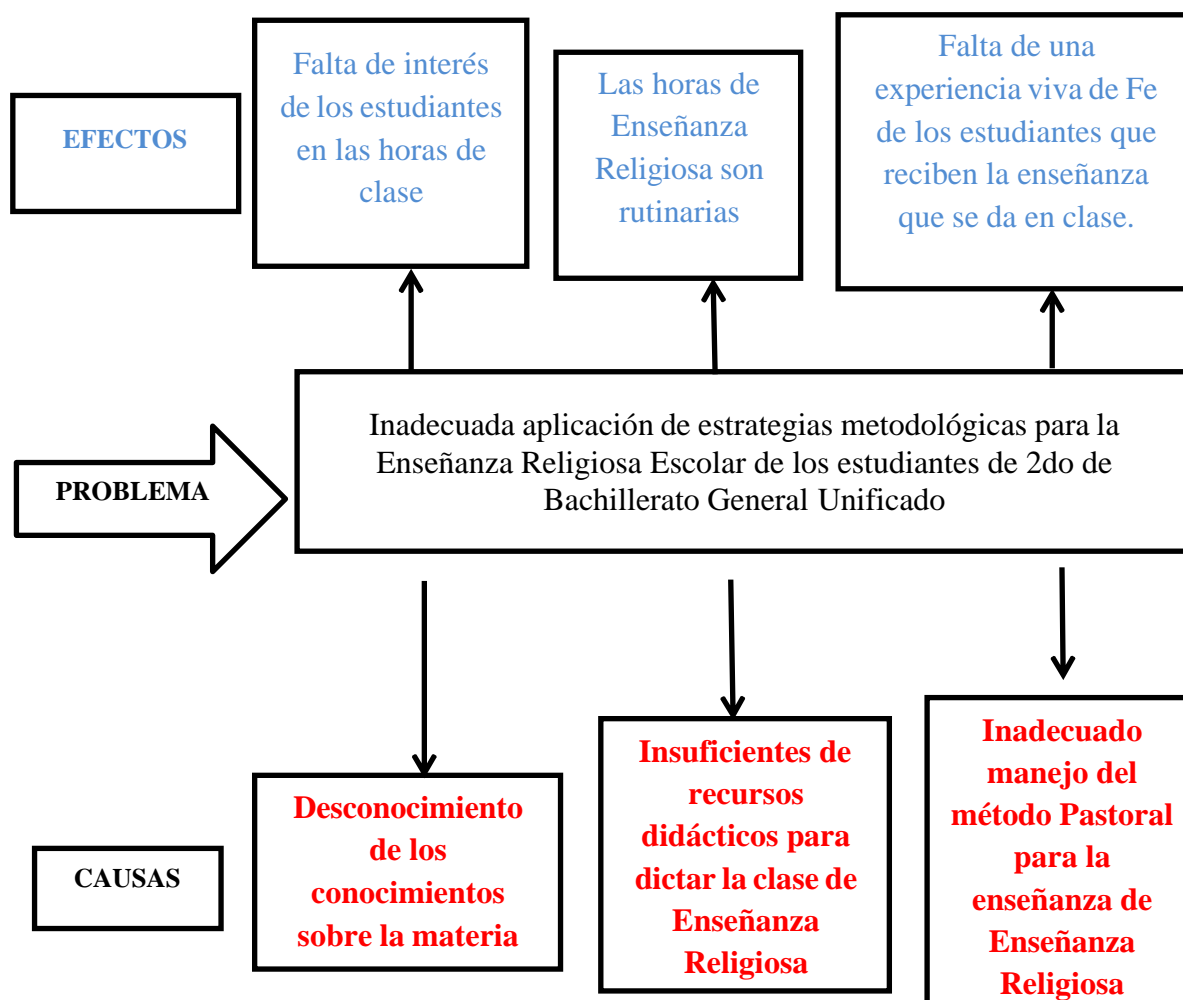 EFECTOS
Falta de interés
de los estudiantes
en las horas de
clase
Las horas de
Enseñanza
Religiosa son
rutinarias
Falta de una
experiencia viva de Fe
de los estudiantes que
reciben la enseñanza
que se da en clase.
PROBLEMA
Inadecuada aplicación de estrategias metodológicas para la
Enseñanza Religiosa Escolar de los estudiantes de 2do de
Bachillerato General Unificado
CAUSAS
Desconocimiento
de los
conocimientos
sobre la materia
Insuficientes de
recursos
didácticos para
dictar la clase de
Enseñanza
Religiosa
Inadecuado
manejo del
método Pastoral
para la
enseñanza de
Enseñanza
Religiosa